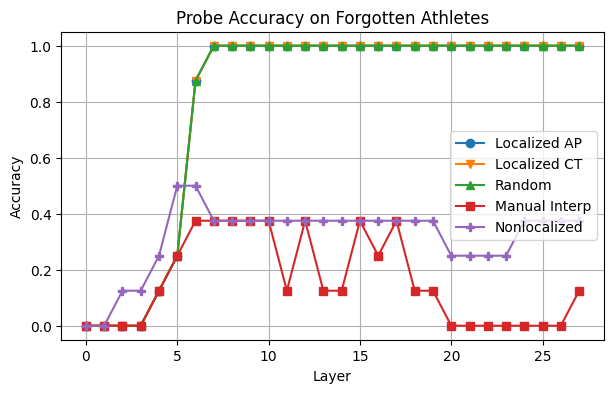 Probe Accuracy on Forgotten Athletes
Accuracy
1.0
0.8
0.6
0.4
0.2
0.0
Localized AP
Localized CT
Random
Manual Interp
Nonlocalized
0 5 10 15 20 25
Layer